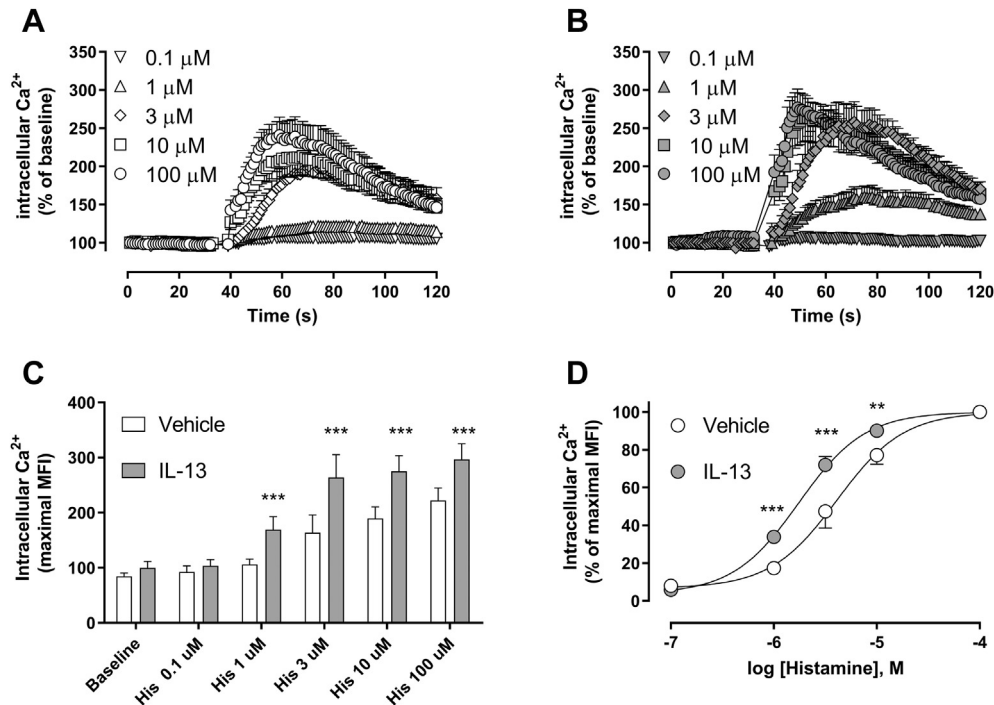 A
intracellular Ca²⁺
(% of baseline)
350
300
250
200
150
100
0.1 µM
1 µM
3 µM
10 µM
100 µM
0 20 40 60 80 100 120
Time (s)
B
intracellular Ca²⁺
(% of baseline)
350
300
250
200
150
100
0.1 µM
1 µM
3 µM
10 µM
100 µM
0 20 40 60 80 100 120
Time (s)
C
Intracellular Ca²⁺
(maximal MFI)
400
300
200
100
0
Vehicle
IL-13
*** *** *** ***
Baseline
His 0.1 uM
His 1 uM
His 3 uM
His 10 uM
His 100 uM
D
Intracellular Ca²⁺
(% of maximal MFI)
100
80
60
40
20
0
Vehicle
IL-13
*** *** **
-7 -6 -5 -4
log [Histamine], M